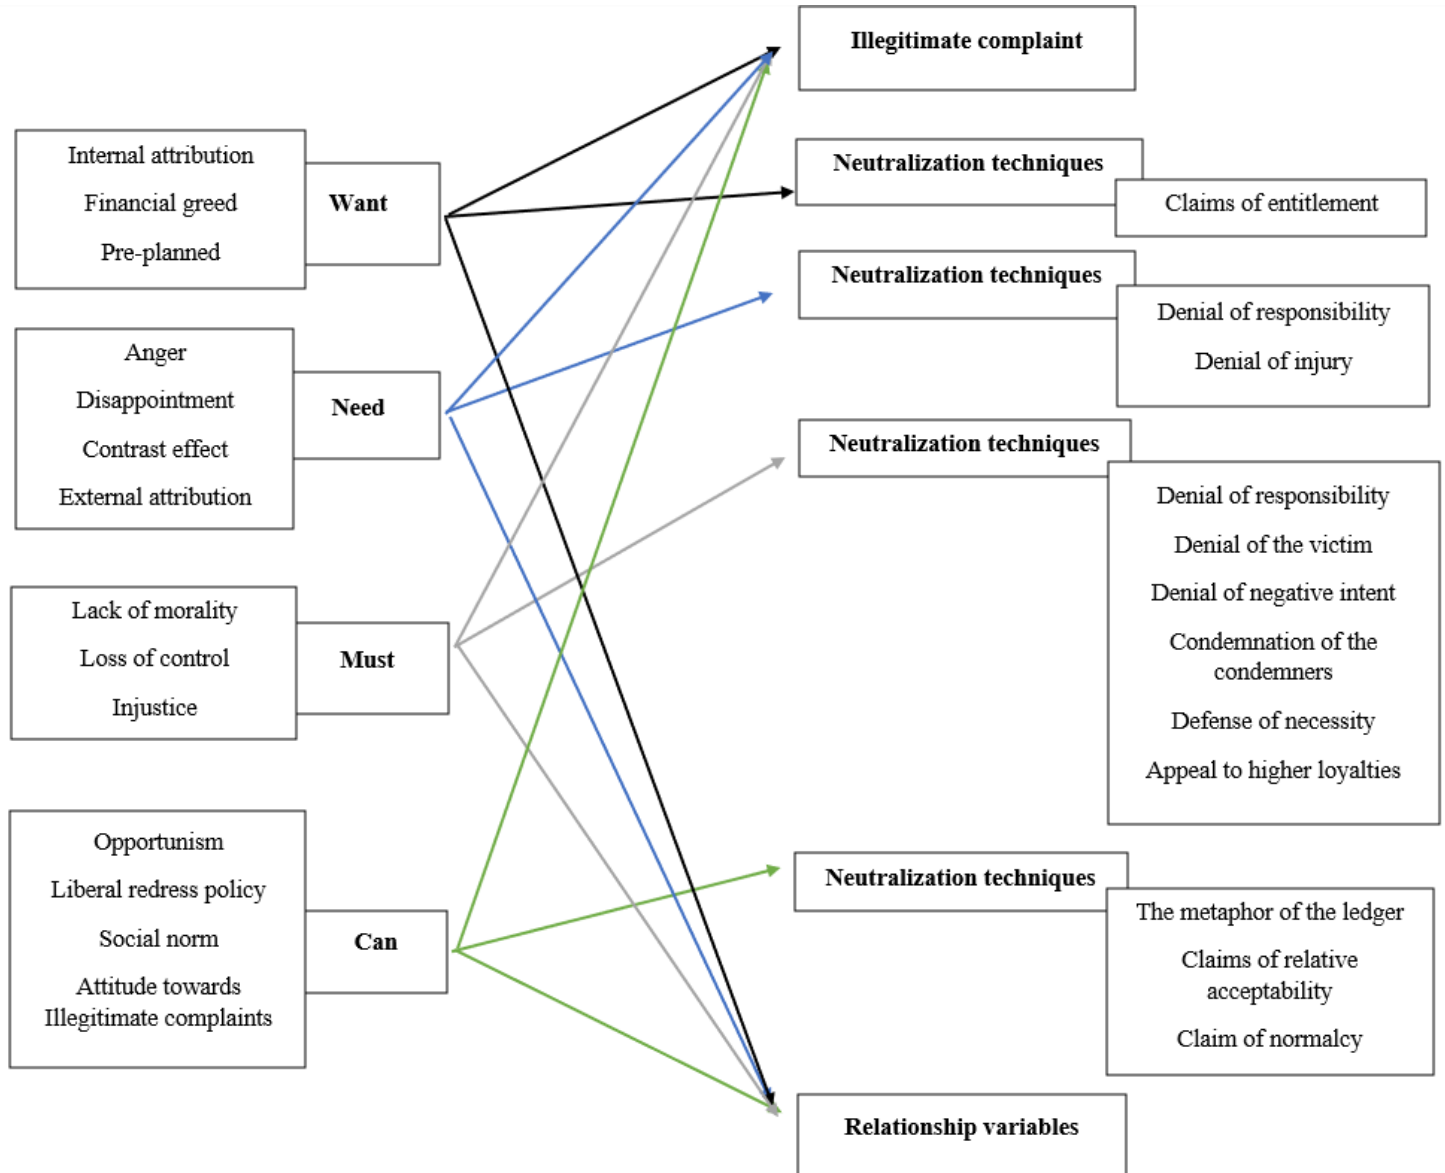 Illegitimate complaint
Internal attribution
Financial greed
Pre-planned
Want
Neutralization techniques
Claims of entitlement
Anger
Disappointment
Contrast effect
External attribution
Need
Neutralization techniques
Denial of responsibility
Denial of injury
Lack of morality
Loss of control
Injustice
Must
Neutralization techniques
Denial of responsibility
Denial of the victim
Denial of negative intent
Condemnation of the
condemners
Defense of necessity
Appeal to higher loyalties
Opportunism
Liberal redress policy
Social norm
Attitude towards
Illegitimate complaints
Can
Neutralization techniques
The metaphor of the ledger
Claims of relative
acceptability
Claim of normalcy
Relationship variables